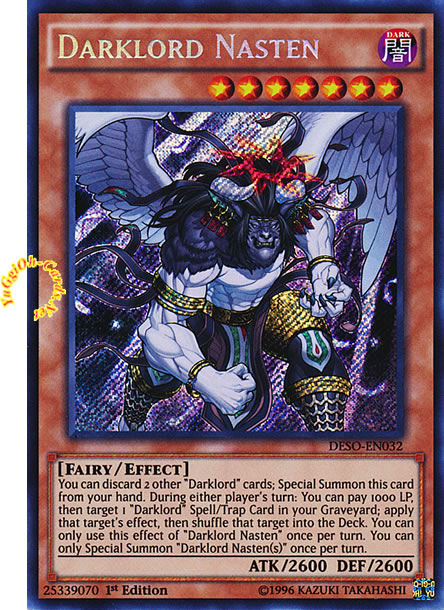 Darklord Nasten
DARK
闇
YuGgiOh-Cards.Net
DESO-EN032
[Fairy/Effect]
You can discard 2 other "Darklord" cards; Special Summon this card
from your hand. During either player's turn: You can pay 1000 LP,
then target 1 "Darklord" Spell/Trap Card in your Graveyard; apply
that target's effect, then shuffle that target into the Deck. You can
only use this effect of "Darklord Nasten" once per turn. You can
only Special Summon "Darklord Nasten(s)" once per turn.
ATK/2600 DEF/2600
25339070 1st Edition ©1996 KAZUKI TAKAHASHI